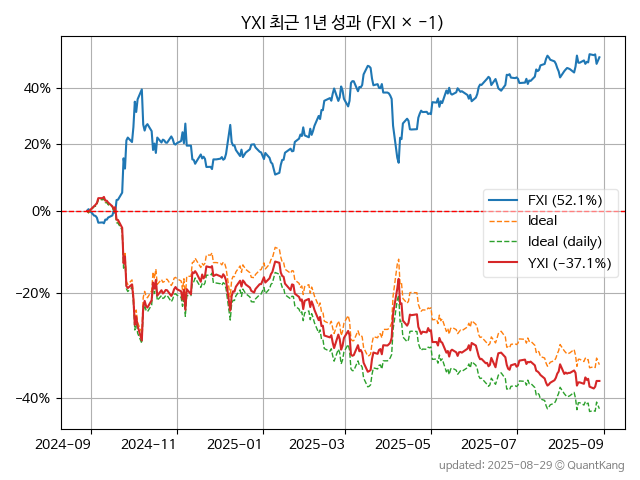 YXI 최근 1년 성과 (FXI × -1)
40%
20%
0%
−20%
−40%
FXI (52.1%)
Ideal
Ideal (daily)
YXI (−37.1%)
2024-09
2024-11
2025-01
2025-03
2025-05
2025-07
2025-09
updated: 2025-08-29 © QuantKang